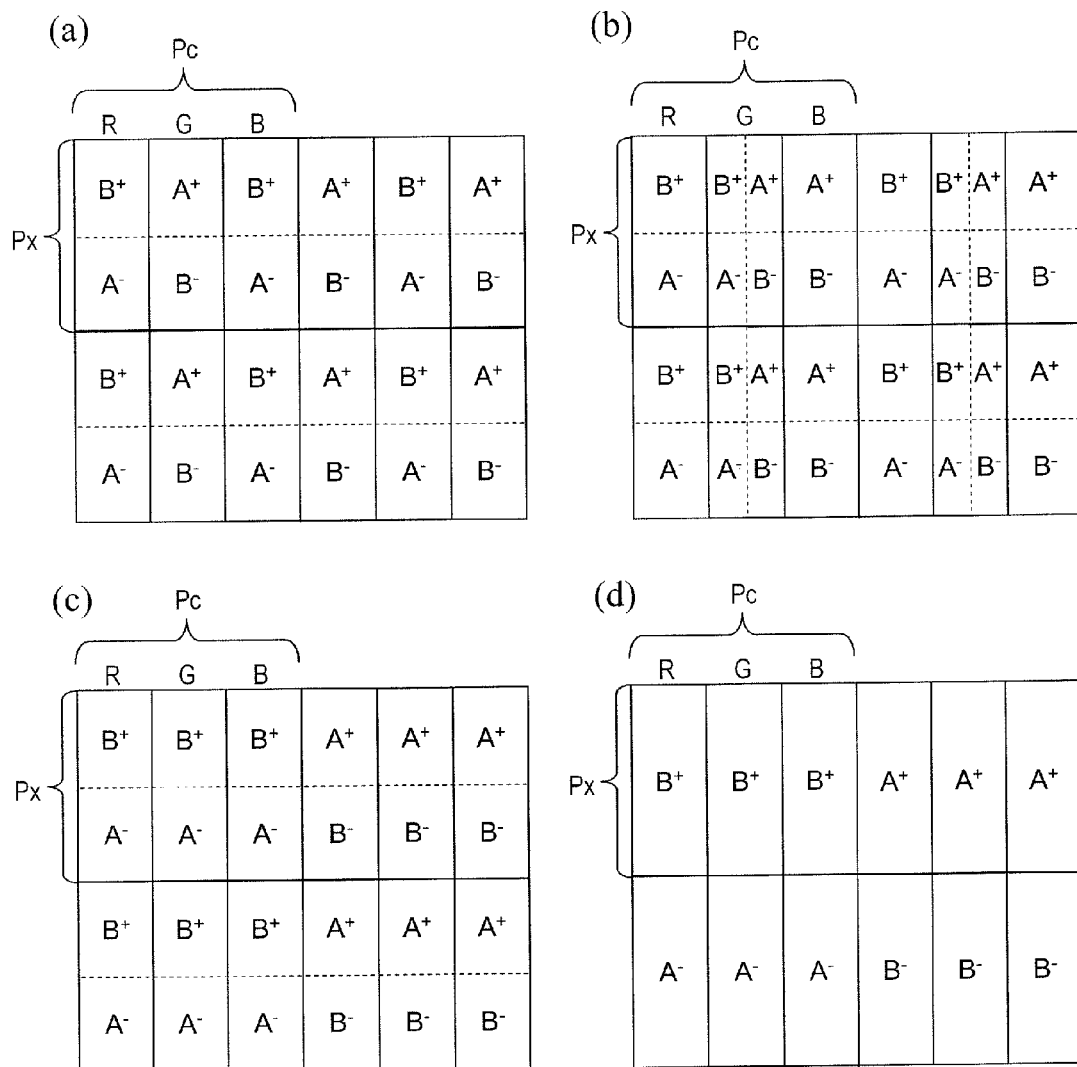 (a)
Pc
R G B
Px
B+ A+ B+ A+ B+ A+
A- B- A- B- A- B-
B+ A+ B+ A+ B+ A+
A- B- A- B- A- B-
(b)
Pc
R G B
Px
B+ B+ A+ A+ B+ B+ A+ A+
A- A- B- B- A- A- B- B-
B+ B+ A+ A+ B+ B+ A+ A+
A- A- B- B- A- A- B- B-
(c)
Pc
R G B
Px
B+ B+ B+ A+ A+ A+
A- A- A- B- B- B-
B+ B+ B+ A+ A+ A+
A- A- A- B- B- B-
(d)
Pc
R G B
Px
B+ B+ B+ A+ A+ A+
A- A- A- B- B- B-